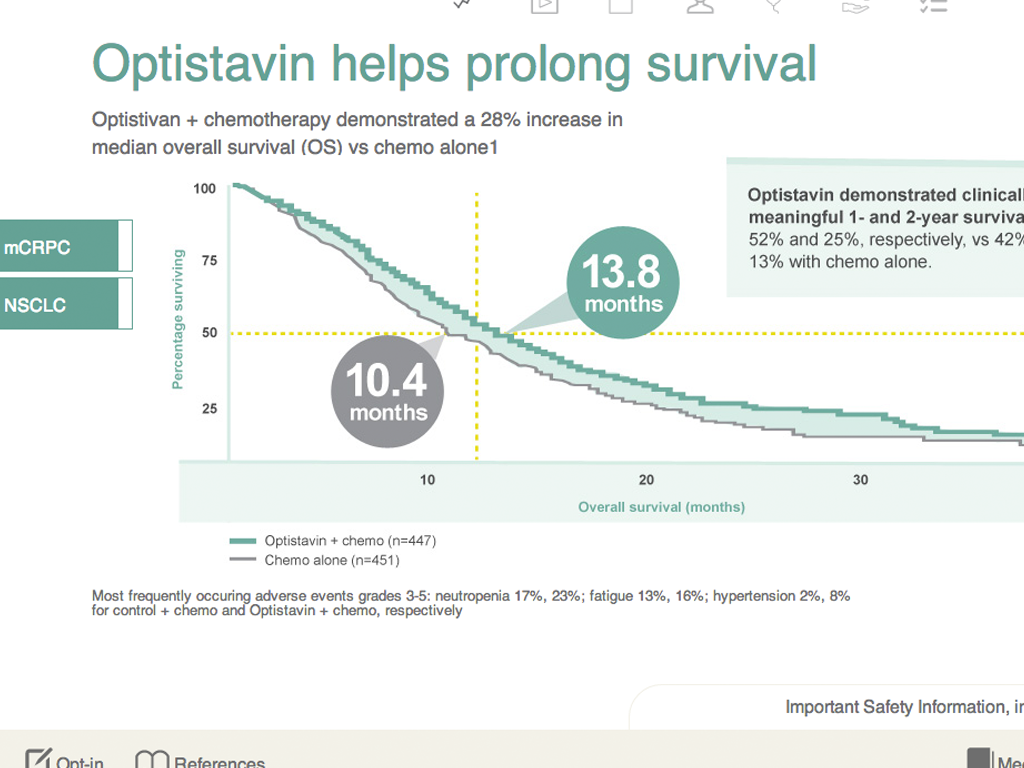 Optistavin helps prolong survival
Optistivan + chemotherapy demonstrated a 28% increase in
median overall survival (OS) vs chemo alone1
mCRPC
NSCLC
Optistavin demonstrated
meaningful 1- and 2-year
52% and 25%, respectively, vs 42%
13% with chemo alone.
100
75
50
25
Percentage surviving
13.8
months
10.4
months
10
20
30
Overall survival (months)
Optistavin + chemo (n=447)
Chemo alone (n=451)
Most frequently occuring adverse events grades 3-5: neutropenia 17%, 23%; fatigue 13%, 16%; hypertension 2%, 8%
for control + chemo and Optistavin + chemo, respectively
Important Safety Information,
Opt-in
References